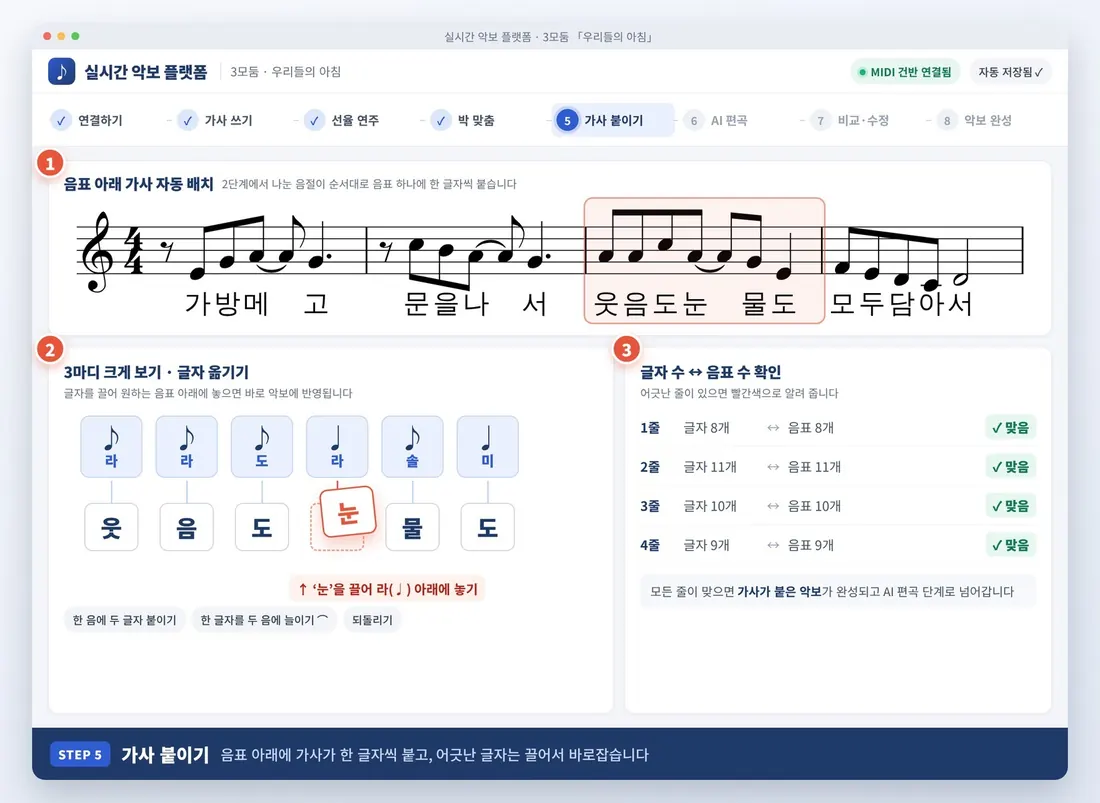 실시간 악보 플랫폼 · 3모둠 「우리들의 아침」
실시간 악보 플랫폼 3모둠 · 우리들의 아침 MIDI 건반 연결됨 자동 저장됨 ✓
✓ 연결하기 ✓ 가사 쓰기 ✓ 선율 연주 ✓ 박 맞춤 5 가사 붙이기 6 AI 편곡 7 비교·수정 8 악보 완성
1
음표 아래 가사 자동 배치 2단계에서 나눈 음절이 순서대로 음표 하나에 한 글자씩 붙습니다
가방메 고 문을나 서 웃음도눈 물도 모두담아서
2
3마디 크게 보기 · 글자 옮기기
글자를 끌어 원하는 음표 아래에 놓으면 바로 악보에 반영됩니다
♪ ♪ ♪ ♩ ♪ ♩
라 라 도 라 솔 미
웃 음 도 눈 물 도
↑ ‘눈’을 끌어 라(♩) 아래에 놓기
한 음에 두 글자 붙이기 한 글자를 두 음에 늘이기 ⌒ 되돌리기
3
글자 수 ↔ 음표 수 확인
어긋난 줄이 있으면 빨간색으로 알려 줍니다
1줄 글자 8개 ↔ 음표 8개 ✓ 맞음
2줄 글자 11개 ↔ 음표 11개 ✓ 맞음
3줄 글자 10개 ↔ 음표 10개 ✓ 맞음
4줄 글자 9개 ↔ 음표 9개 ✓ 맞음
모든 줄이 맞으면 가사가 붙은 악보가 완성되고 AI 편곡 단계로 넘어갑니다
STEP 5 가사 붙이기 음표 아래에 가사가 한 글자씩 붙고, 어긋난 글자는 끌어서 바로잡습니다